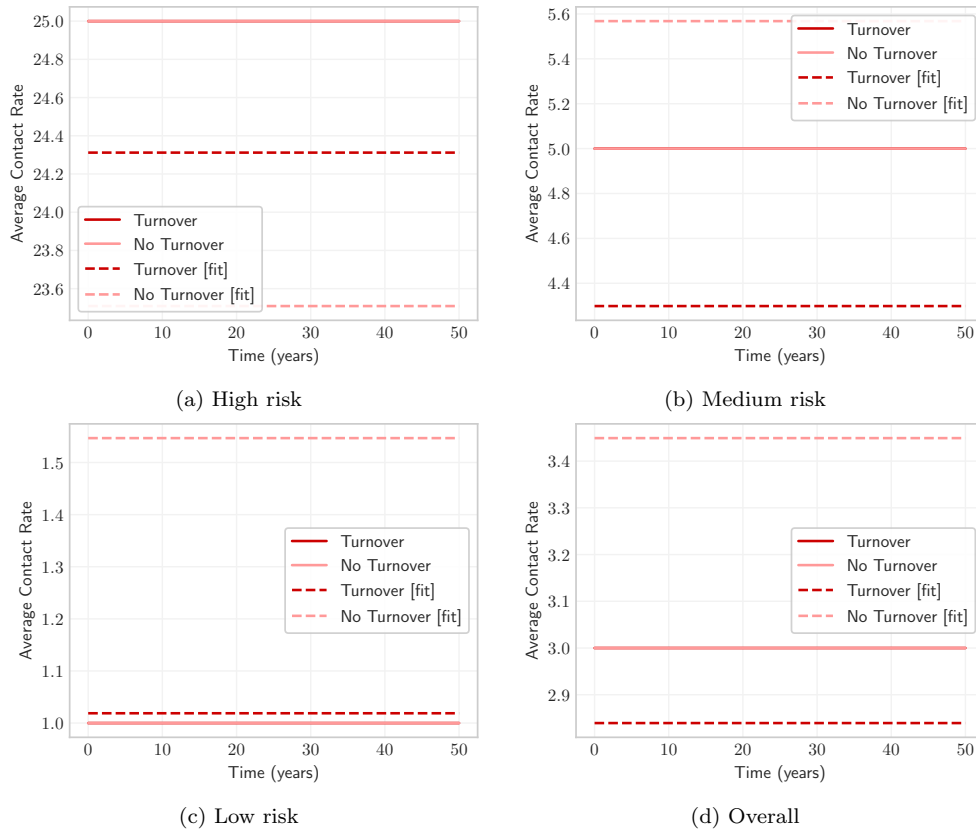 25.0
24.8
24.6
24.4
24.2
24.0
23.8
23.6
Average Contact Rate
Turnover
No Turnover
Turnover [fit]
No Turnover [fit]
0 10 20 30 40 50
Time (years)
(a) High risk
5.6
5.4
5.2
5.0
4.8
4.6
4.4
Average Contact Rate
Turnover
No Turnover
Turnover [fit]
No Turnover [fit]
0 10 20 30 40 50
Time (years)
(b) Medium risk
1.5
1.4
1.3
1.2
1.1
1.0
Average Contact Rate
Turnover
No Turnover
Turnover [fit]
No Turnover [fit]
0 10 20 30 40 50
Time (years)
(c) Low risk
3.4
3.3
3.2
3.1
3.0
2.9
Average Contact Rate
Turnover
No Turnover
Turnover [fit]
No Turnover [fit]
0 10 20 30 40 50
Time (years)
(d) Overall